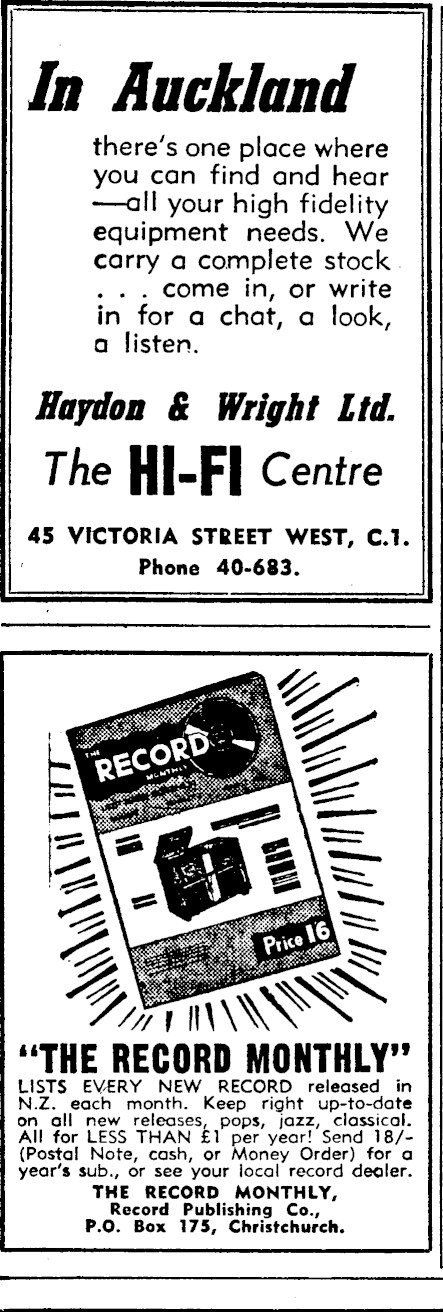 In Auckland
there's one place where
you can find and hear
—all your high fidelity
equipment needs. We
carry a complete stock
. . . come in, or write
in for a chat, a look,
a listen.
Haydon & Wright Ltd.
The HI-FI Centre
45 VICTORIA STREET WEST, C.1.
Phone 40-683.
THE
RECORD
MONTHLY
Price 16
"THE RECORD MONTHLY"
LISTS EVERY NEW RECORD released in
N.Z. each month. Keep right up-to-date
on all new releases, pops, jazz, classical.
All for LESS THAN £1 per year! Send 18/-
(Postal Note, cash, or Money Order) for a
year's sub., or see your local record dealer.
THE RECORD MONTHLY,
Record Publishing Co.,
P.O. Box 175, Christchurch.